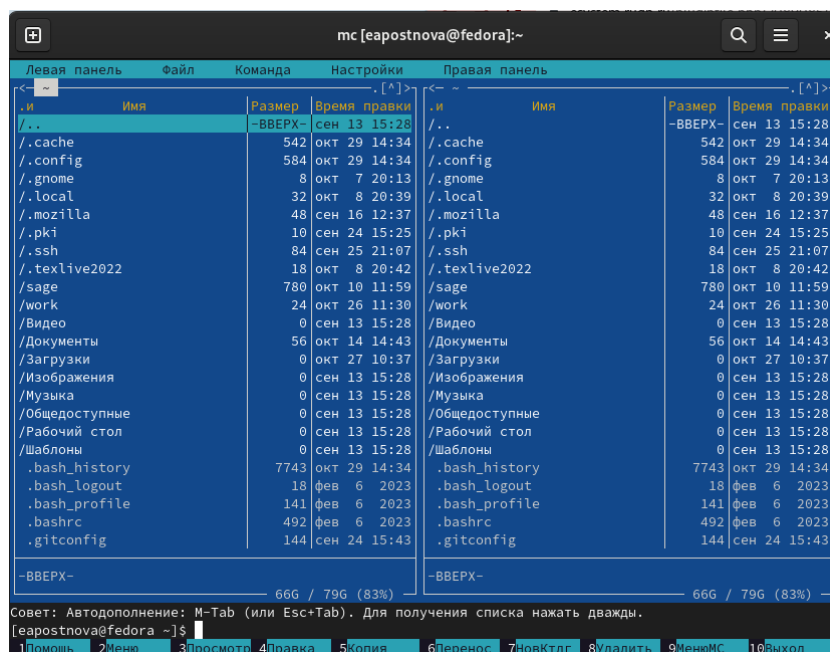 mc [eapostnova@fedora]:~
Левая панель Файл Команда Настройки Правая панель
<- ~ .[^]> <- ~ .[^]>
.и Имя Размер Время правки .и Имя Размер Время правки
/.. -ВВЕРХ- сен 13 15:28 /.. -ВВЕРХ- сен 13 15:28
/.cache 542 окт 29 14:34 /.cache 542 окт 29 14:34
/.config 584 окт 29 14:34 /.config 584 окт 29 14:34
/.gnome 8 окт 7 20:13 /.gnome 8 окт 7 20:13
/.local 32 окт 8 20:39 /.local 32 окт 8 20:39
/.mozilla 48 сен 16 12:37 /.mozilla 48 сен 16 12:37
/.pki 10 сен 24 15:25 /.pki 10 сен 24 15:25
/.ssh 84 сен 25 21:07 /.ssh 84 сен 25 21:07
/.texlive2022 18 окт 8 20:42 /.texlive2022 18 окт 8 20:42
/sage 780 окт 10 11:59 /sage 780 окт 10 11:59
/work 24 окт 26 11:30 /work 24 окт 26 11:30
/Видео 0 сен 13 15:28 /Видео 0 сен 13 15:28
/Документы 56 окт 14 14:43 /Документы 56 окт 14 14:43
/Загрузки 0 окт 27 10:37 /Загрузки 0 окт 27 10:37
/Изображения 0 сен 13 15:28 /Изображения 0 сен 13 15:28
/Музыка 0 сен 13 15:28 /Музыка 0 сен 13 15:28
/Общедоступные 0 сен 13 15:28 /Общедоступные 0 сен 13 15:28
/Рабочий стол 0 сен 13 15:28 /Рабочий стол 0 сен 13 15:28
/Шаблоны 0 сен 13 15:28 /Шаблоны 0 сен 13 15:28
.bash_history 7743 окт 29 14:34 .bash_history 7743 окт 29 14:34
.bash_logout 18 фев 6 2023 .bash_logout 18 фев 6 2023
.bash_profile 141 фев 6 2023 .bash_profile 141 фев 6 2023
.bashrc 492 фев 6 2023 .bashrc 492 фев 6 2023
.gitconfig 144 сен 24 15:43 .gitconfig 144 сен 24 15:43
-ВВЕРХ- -ВВЕРХ-
66G / 79G (83%) 66G / 79G (83%)
Совет: Автодополнение: M-Tab (или Esc+Tab). Для получения списка нажать дважды.
[eapostnova@fedora ~]$
1Помощь 2Меню 3Просмотр 4Правка 5Копия 6Перенос 7НовКтлг 8Удалить 9МенюМС 10Выход